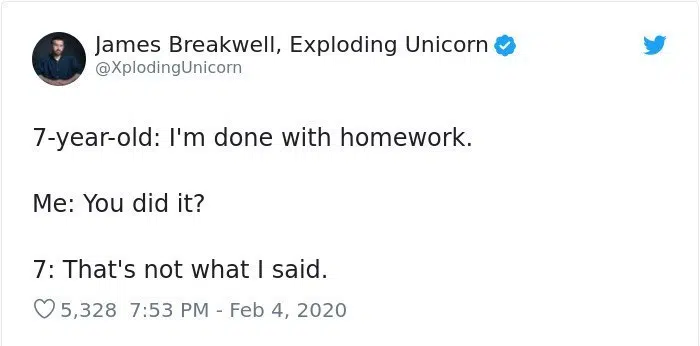 James Breakwell, Exploding Unicorn
@XplodingUnicorn
7-year-old: I'm done with homework.
Me: You did it?
7: That's not what I said.
5,328 7:53 PM - Feb 4, 2020